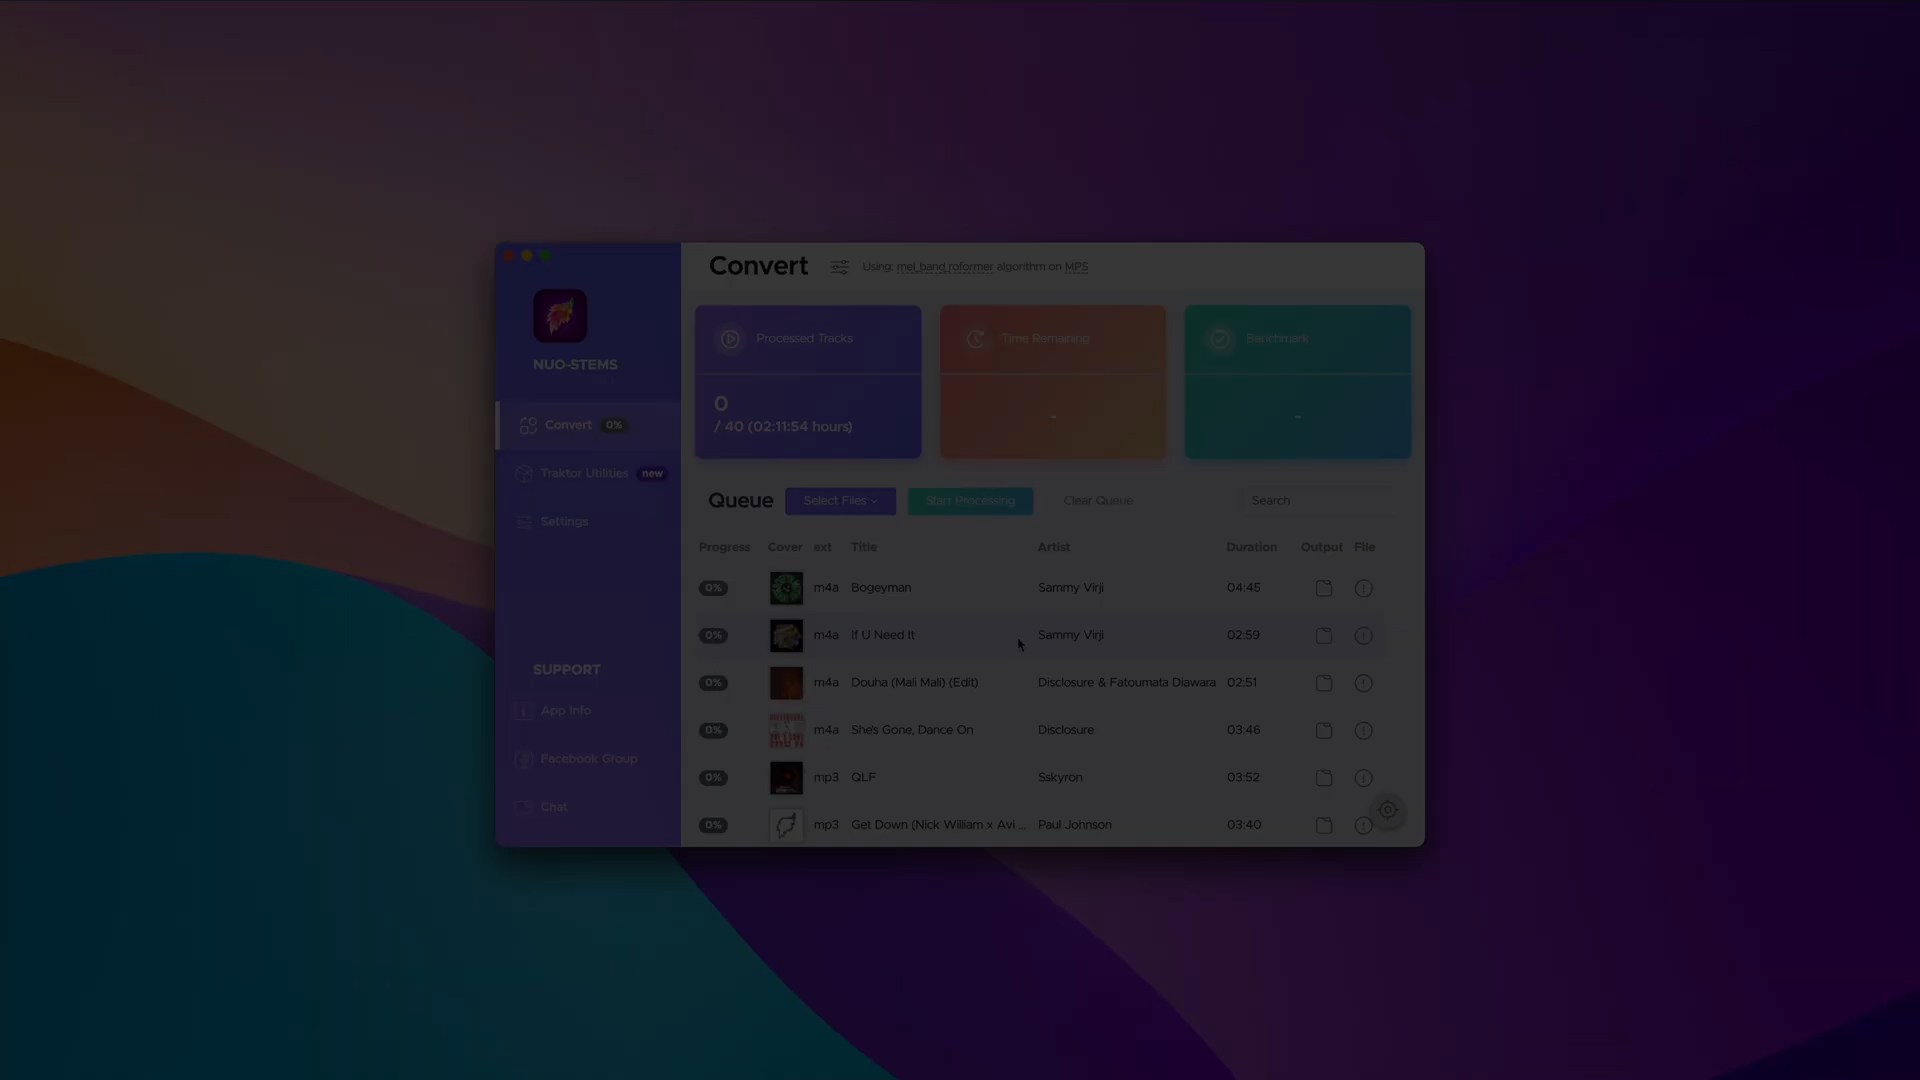 Convert
Using: mel_band_roformer algorithm on MPS
NUO-STEMS
Convert 0%
Traktor Utilities new
Settings
SUPPORT
App Info
Facebook Group
Chat
Processed Tracks
0
/ 40 (02:11:54 hours)
Time Remaining
-
Benchmark
-
Queue
Select Files
Start Processing
Clear Queue
Search
Progress Cover ext Title Artist Duration Output File
0% m4a Bogeyman Sammy Virji 04:45
0% m4a If U Need It Sammy Virji 02:59
0% m4a Douha (Mali Mali) (Edit) Disclosure & Fatoumata Diawara 02:51
0% m4a She's Gone, Dance On Disclosure 03:46
0% mp3 QLF Sskyron 03:52
0% mp3 Get Down (Nick William x Avi ... Paul Johnson 03:40